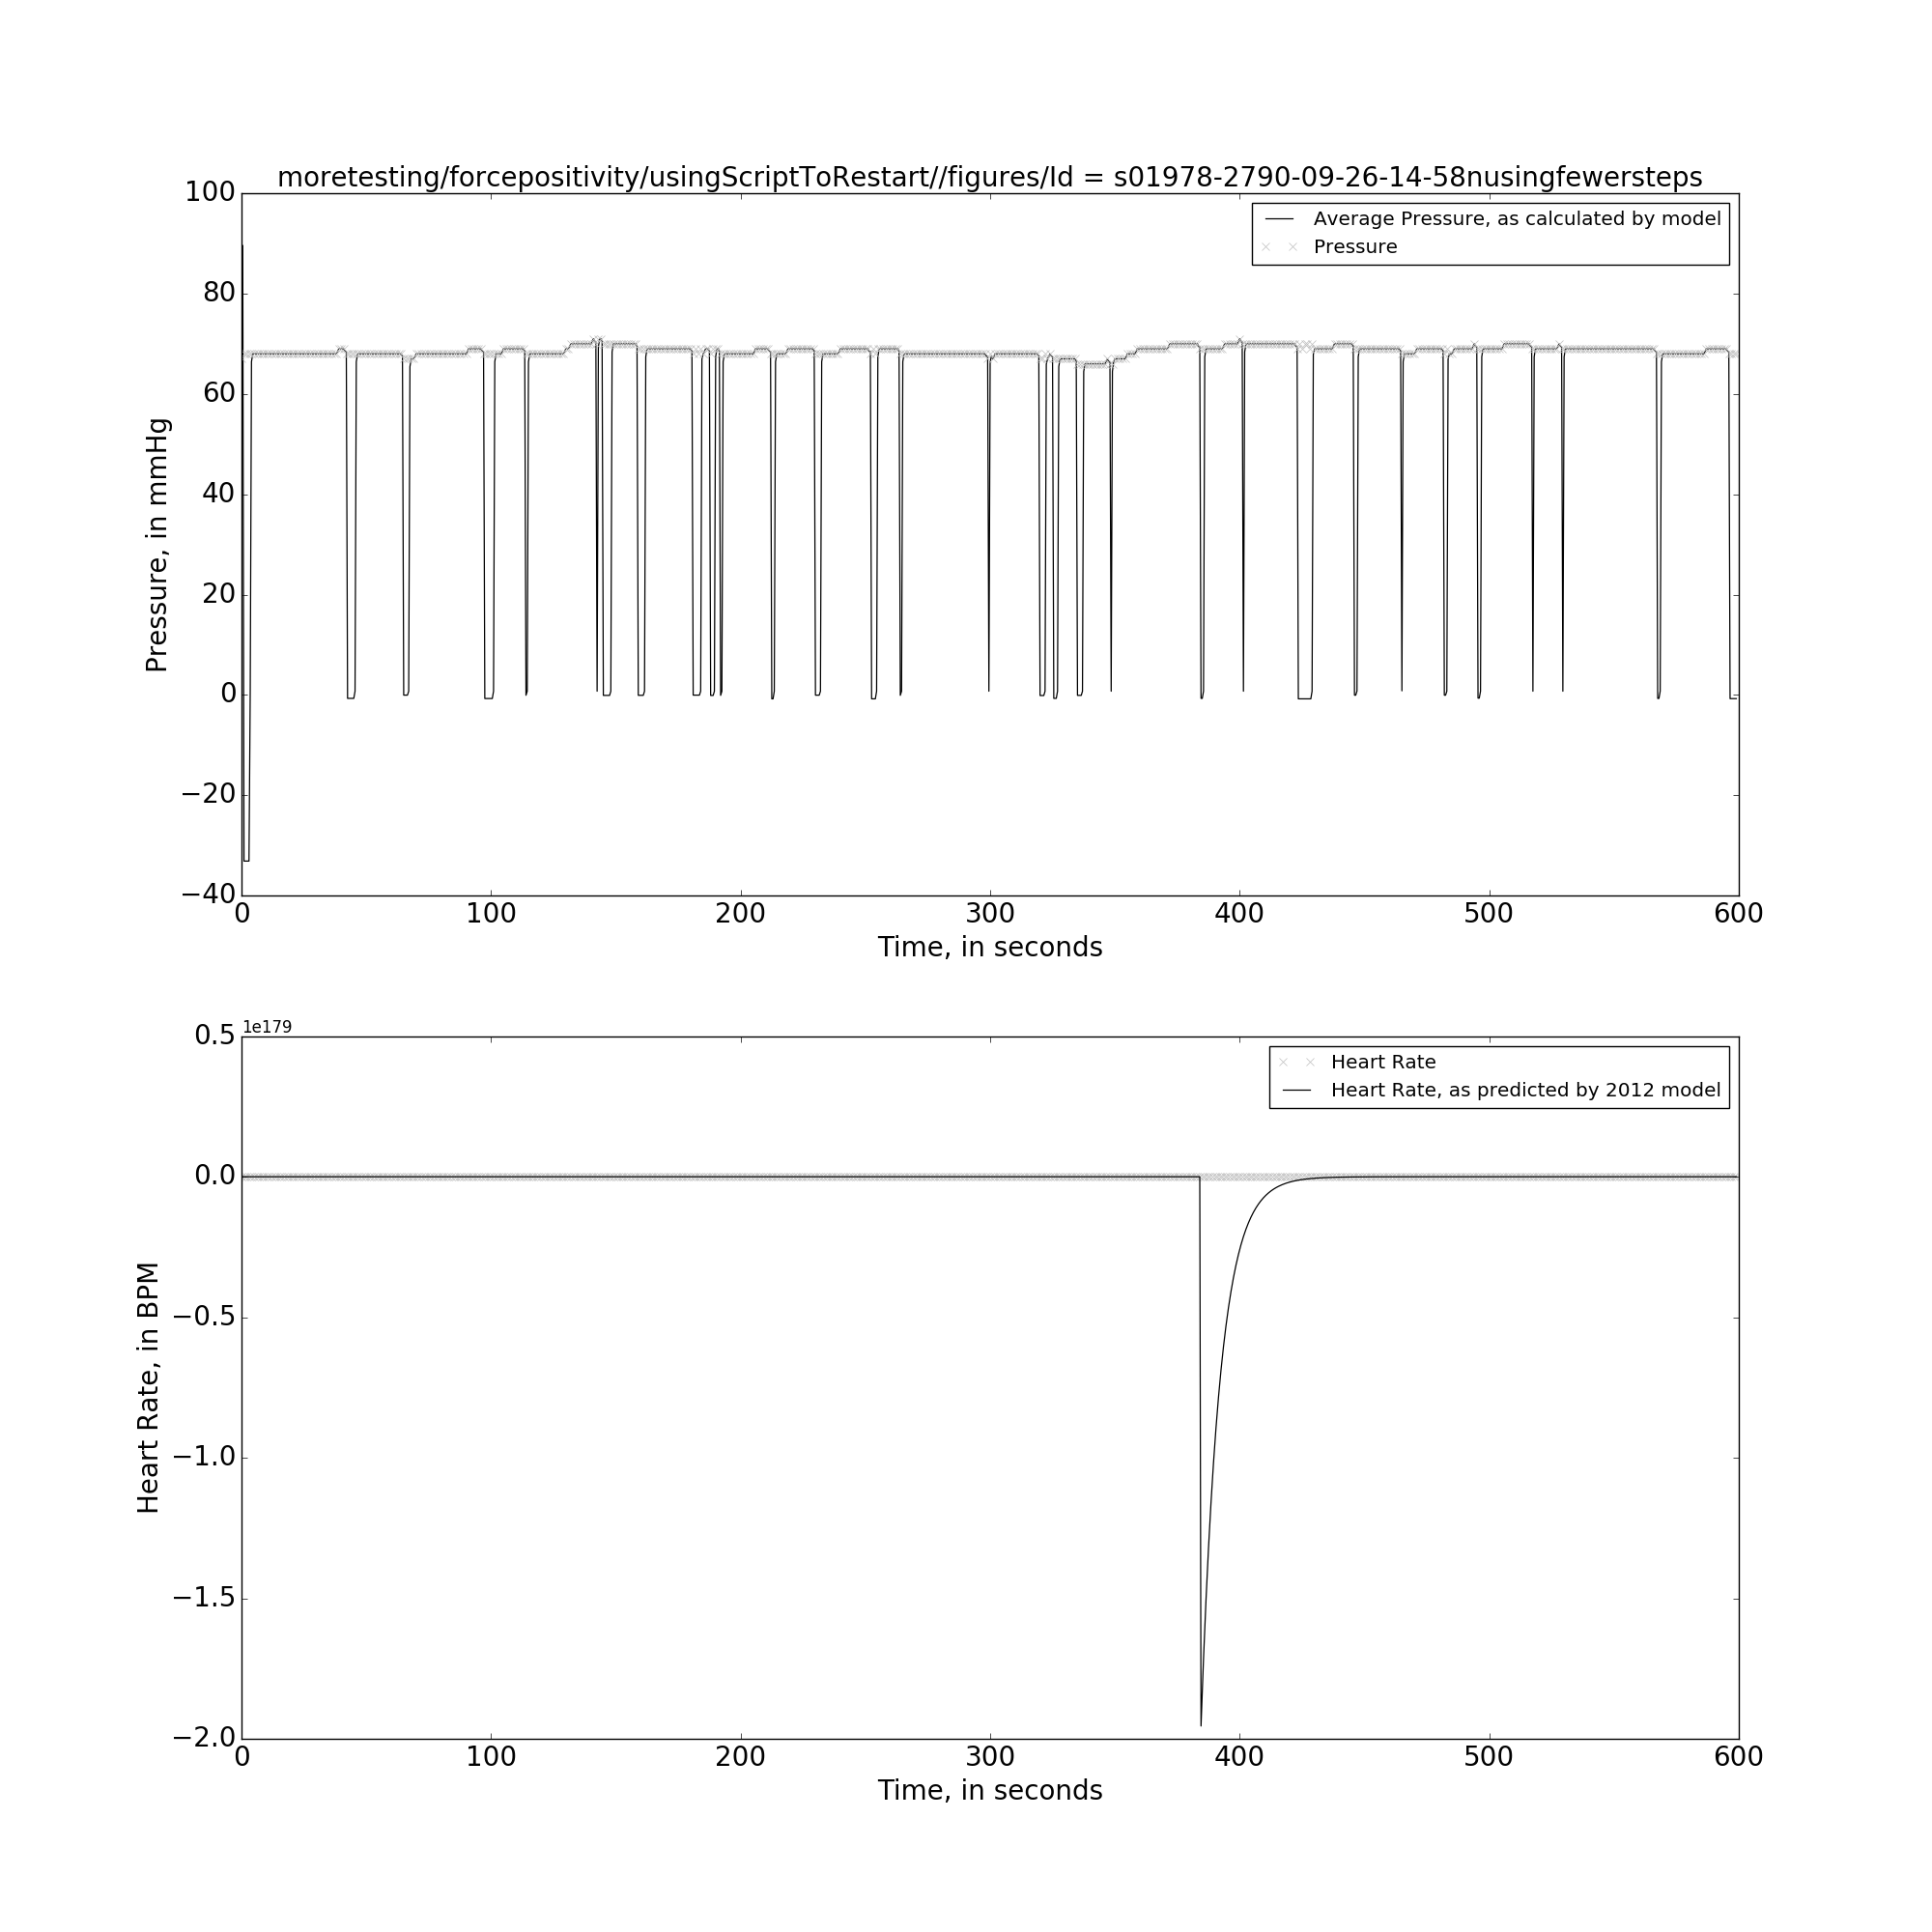 moretesting/forcepositivity/usingScriptToRestart//figures/Id = s01978-2790-09-26-14-58nusingfewersteps
100
80
60
40
20
0
−20
−40
Pressure, in mmHg
Average Pressure, as calculated by model
Pressure
0 100 200 300 400 500 600
Time, in seconds
1e179
0.5
0.0
−0.5
−1.0
−1.5
−2.0
Heart Rate, in BPM
Heart Rate
Heart Rate, as predicted by 2012 model
0 100 200 300 400 500 600
Time, in seconds